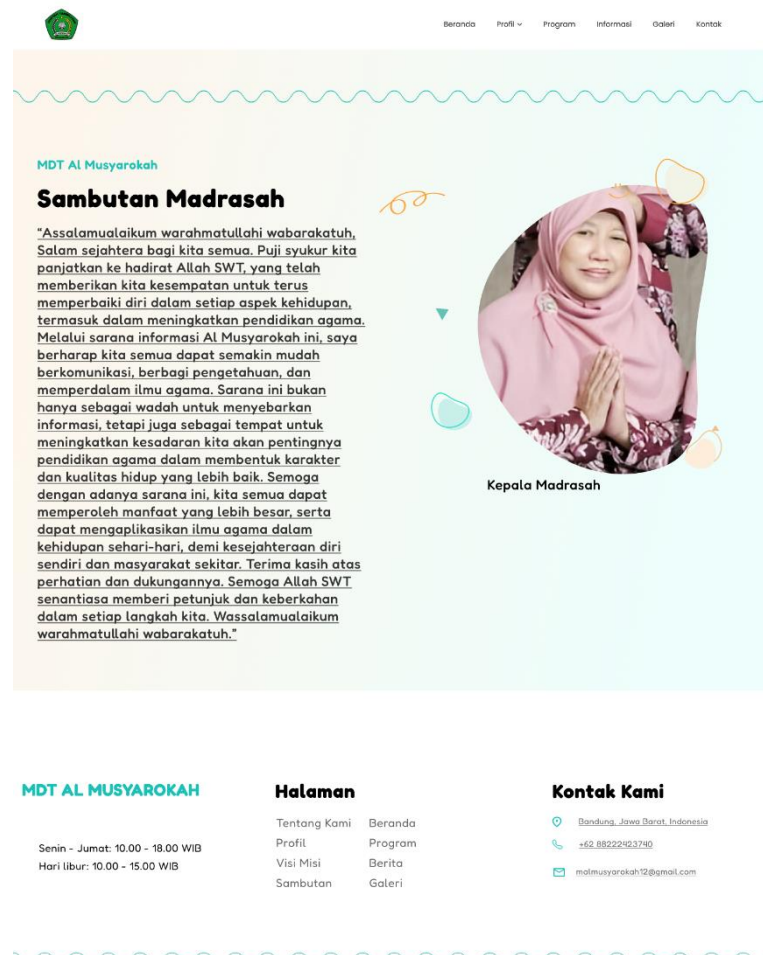 Beranda Profil Program Informasi Galeri Kontak
MDT Al Musyarokah
Sambutan Madrasah
"Assalamualaikum warahmatullahi wabarakatuh,
Salam sejahtera bagi kita semua. Puji syukur kita
panjatkan ke hadirat Allah SWT, yang telah
memberikan kita kesempatan untuk terus
memperbaiki diri dalam setiap aspek kehidupan,
termasuk dalam meningkatkan pendidikan agama.
Melalui sarana informasi Al Musyarokah ini, saya
berharap kita semua dapat semakin mudah
berkomunikasi, berbagi pengetahuan, dan
memperdalam ilmu agama. Sarana ini bukan
hanya sebagai wadah untuk menyebarkan
informasi, tetapi juga sebagai tempat untuk
meningkatkan kesadaran kita akan pentingnya
pendidikan agama dalam membentuk karakter
dan kualitas hidup yang lebih baik. Semoga
dengan adanya sarana ini, kita semua dapat
memperoleh manfaat yang lebih besar, serta
dapat mengaplikasikan ilmu agama dalam
kehidupan sehari-hari, demi kesejahteraan diri
sendiri dan masyarakat sekitar. Terima kasih atas
perhatian dan dukungannya. Semoga Allah SWT
senantiasa memberi petunjuk dan keberkahan
dalam setiap langkah kita. Wassalamualaikum
warahmatullahi wabarakatuh."
Kepala Madrasah
MDT AL MUSYAROKAH
Senin - Jumat: 10.00 - 18.00 WIB
Hari libur: 10.00 - 15.00 WIB
Halaman
Tentang Kami Beranda
Profil Program
Visi Misi Berita
Sambutan Galeri
Kontak Kami
Bandung, Jawa Barat, Indonesia
+62 88222423740
malmusyarokah12@gmail.com